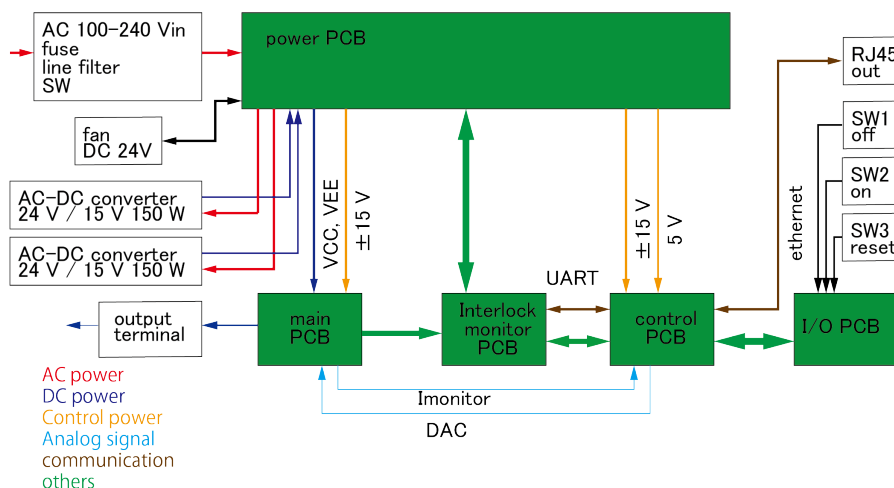 AC 100-240 Vin
fuse
line filter
SW
power PCB
RJ45
out
fan
DC 24V
SW1
off
SW2
on
SW3
reset
AC-DC converter
24 V / 15 V 150 W
AC-DC converter
24 V / 15 V 150 W
VCC, VEE
±15 V
±15 V
5 V
ethernet
UART
output
terminal
main
PCB
Interlock
monitor
PCB
control
PCB
I/O PCB
Imonitor
DAC
AC power
DC power
Control power
Analog signal
communication
others